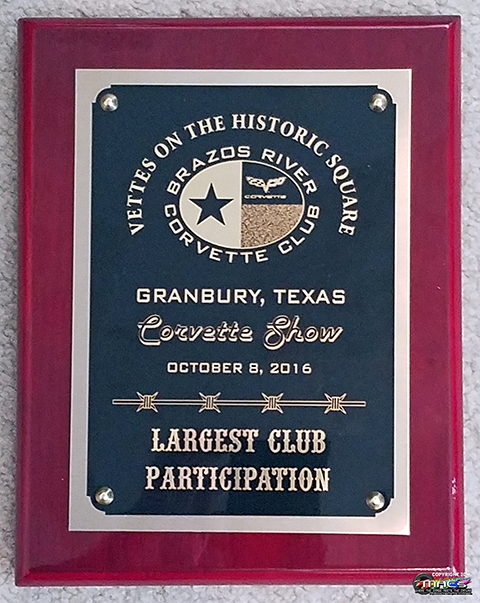 VETTES ON THE HISTORIC SQUARE
BRAZOS RIVER
CORVETTE
CORVETTE CLUB
GRANBURY, TEXAS
Corvette Show
OCTOBER 8, 2016
LARGEST CLUB
PARTICIPATION